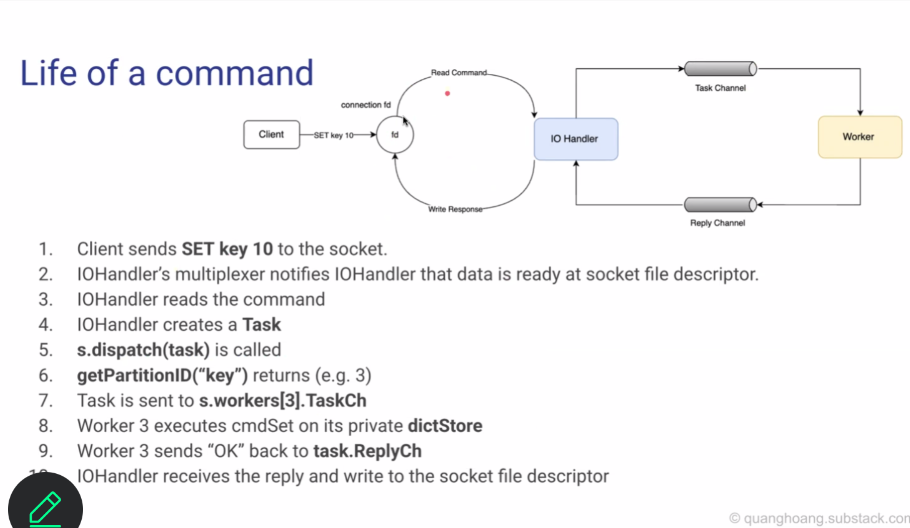 Life of a command
Read Command
connection fd
Client
SET key 10
fd
IO Handler
Task Channel
Worker
Write Response
Reply Channel
1. Client sends SET key 10 to the socket.
2. IOHandler’s multiplexer notifies IOHandler that data is ready at socket file descriptor.
3. IOHandler reads the command
4. IOHandler creates a Task
5. s.dispatch(task) is called
6. getPartitionID(“key”) returns (e.g. 3)
7. Task is sent to s.workers[3].TaskCh
8. Worker 3 executes cmdSet on its private dictStore
9. Worker 3 sends “OK” back to task.ReplyCh
IOHandler receives the reply and write to the socket file descriptor
© quanghoang.substack.com